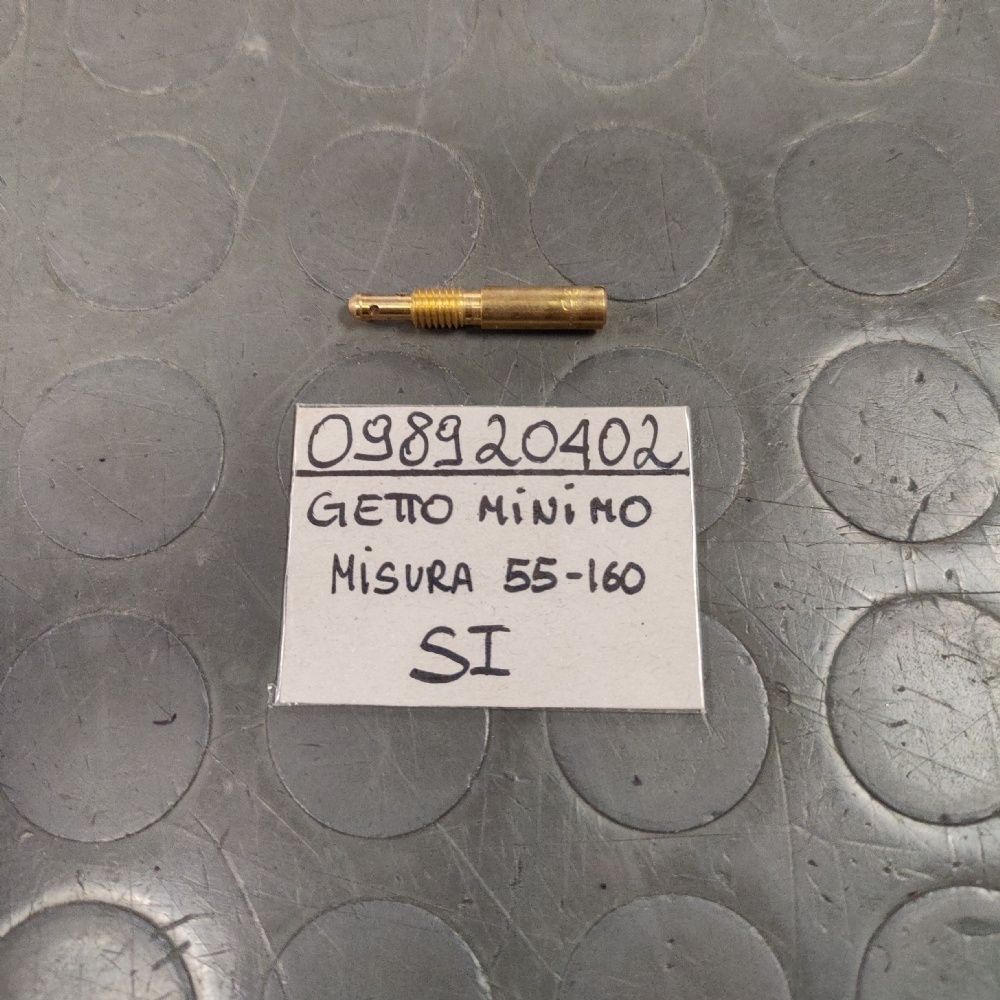 098920402
GETTO MINIMO
MISURA 55-160
SI